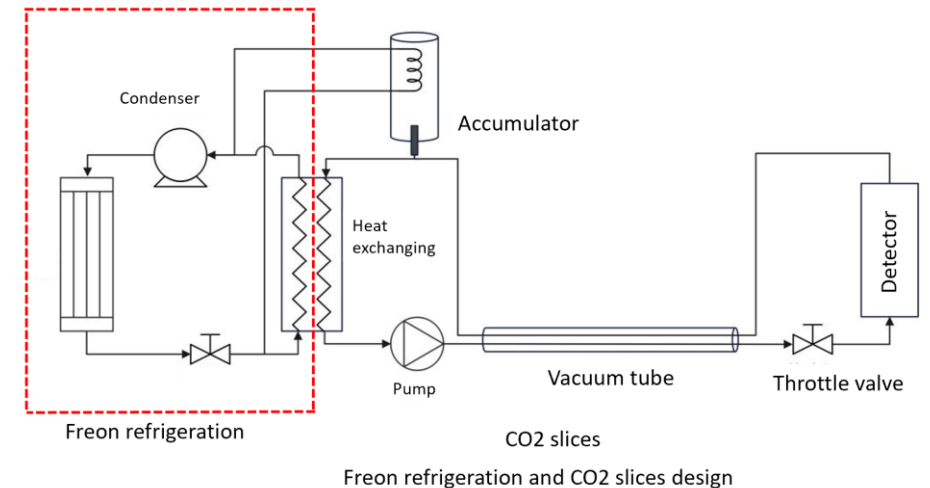 Condenser
Accumulator
Heat
exchanging
Detector
Pump
Vacuum tube
Throttle valve
Freon refrigeration
CO2 slices
Freon refrigeration and CO2 slices design